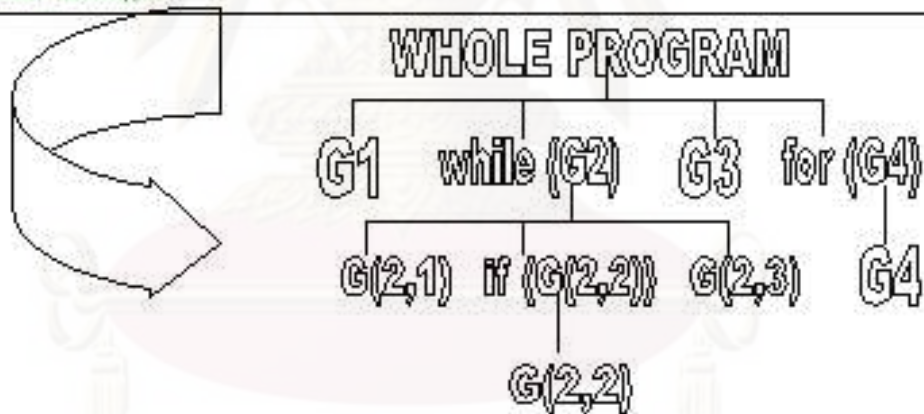 WHOLE PROGRAM
G1 while (G2) G3 for (G4)
G(2,1) if (G(2,2)) G(2,3) G4
G(2,2)